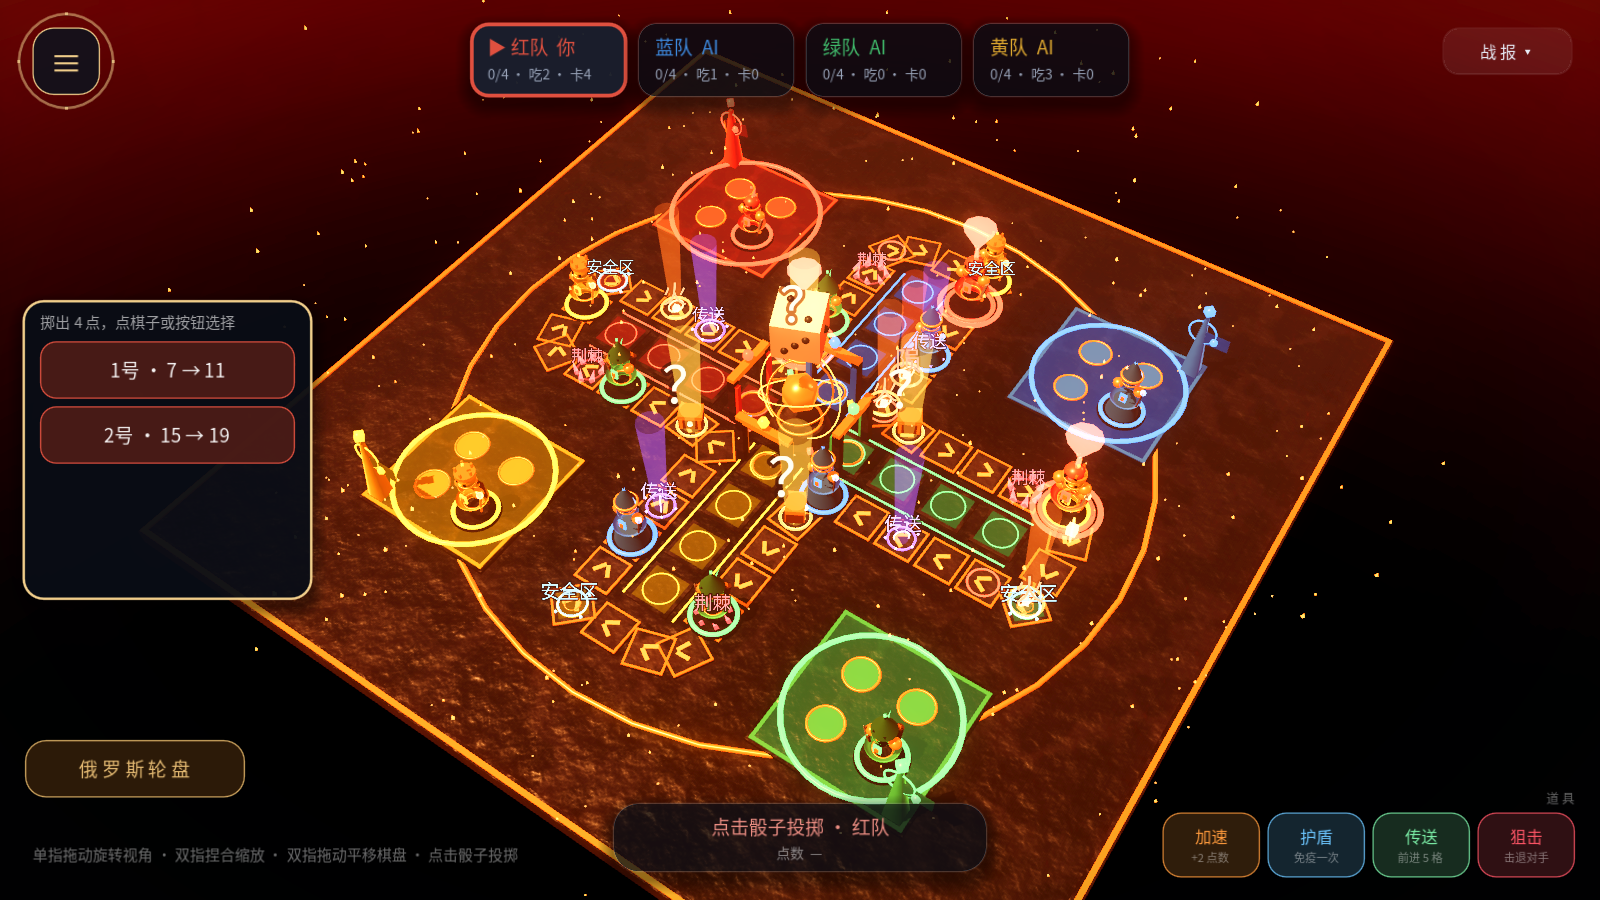 ▶ 红队 你
0/4 · 吃2 · 卡4
蓝队 AI
0/4 · 吃1 · 卡0
绿队 AI
0/4 · 吃0 · 卡0
黄队 AI
0/4 · 吃3 · 卡0
战报 ▾
掷出 4 点，点棋子或按钮选择
1号 · 7→11
2号 · 15→19
安全区
荆棘
安全区
传送
传送
荆棘
?
?
?
荆棘
传送
?
传送
安全区
荆棘
安全区
俄罗斯轮盘
单指拖动旋转视角 · 双指捏合缩放 · 双指拖动平移棋盘 · 点击骰子投掷
点击骰子投掷 · 红队
点数 —
道具
加速
+2 点数
护盾
免疫一次
传送
前进 5 格
狙击
击退对手